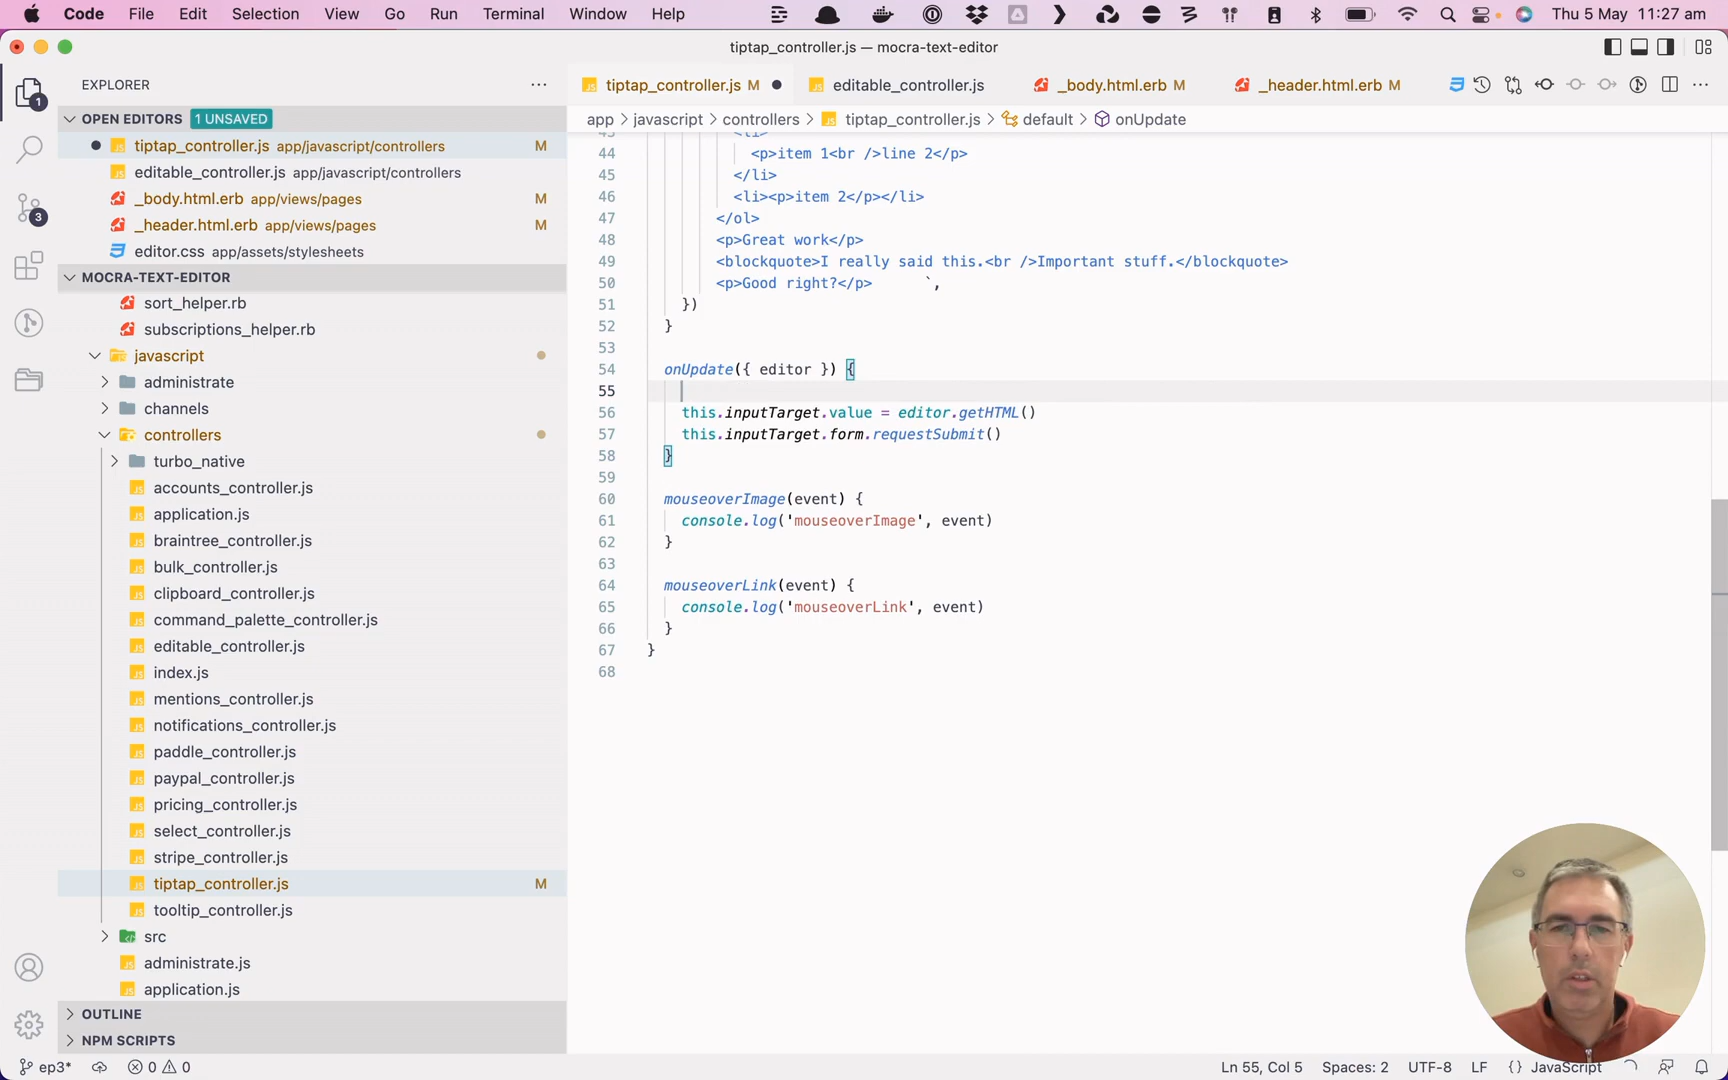 Code File Edit Selection View Go Run Terminal Window Help Thu 5 May 11:27 am
tiptap_controller.js — mocra-text-editor
EXPLORER
tiptap_controller.js M editable_controller.js _body.html.erb M _header.html.erb M
OPEN EDITORS 1 UNSAVED
app > javascript > controllers > tiptap_controller.js > default > onUpdate
tiptap_controller.js app/javascript/controllers M
editable_controller.js app/javascript/controllers
_body.html.erb app/views/pages M
_header.html.erb app/views/pages M
editor.css app/assets/stylesheets
MOCRA-TEXT-EDITOR
sort_helper.rb
subscriptions_helper.rb
javascript
administrate
channels
controllers
turbo_native
accounts_controller.js
application.js
braintree_controller.js
bulk_controller.js
clipboard_controller.js
command_palette_controller.js
editable_controller.js
index.js
mentions_controller.js
notifications_controller.js
paddle_controller.js
paypal_controller.js
pricing_controller.js
select_controller.js
stripe_controller.js
tiptap_controller.js M
tooltip_controller.js
src
administrate.js
application.js
OUTLINE
NPM SCRIPTS
1
3
43 <li>
44 <p>item 1<br />line 2</p>
45 </li>
46 <li><p>item 2</p></li>
47 </ol>
48 <p>Great work</p>
49 <blockquote>I really said this.<br />Important stuff.</blockquote>
50 <p>Good right?</p> `,
51 })
52 }
53
54 onUpdate({ editor }) {
55
56 this.inputTarget.value = editor.getHTML()
57 this.inputTarget.form.requestSubmit()
58 }
59
60 mouseoverImage(event) {
61 console.log('mouseoverImage', event)
62 }
63
64 mouseoverLink(event) {
65 console.log('mouseoverLink', event)
66 }
67 }
68
ep3* 0 0 Ln 55, Col 5 Spaces: 2 UTF-8 LF {} JavaScript